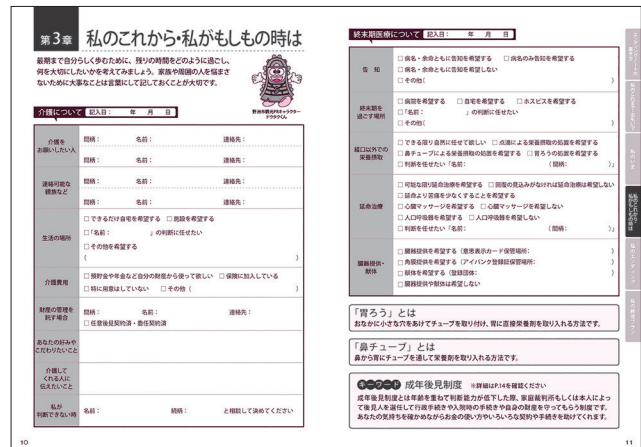 第3章 私のこれから・私がもしもの時は
最期まで自分らしく歩むために、残りの時間をどのように過ごし、
何を大切にしたいかを考えてみましょう。家族や周囲の人を悩まさ
ないために大事なことは言葉にして記しておくことが大切です。
野洲市観光PRキャラクター
ドウタクくん
介護について 記入日： 年 月 日
介護を
お願いしたい人
間柄： 名前： 連絡先：
間柄： 名前： 連絡先：
連絡可能な
親族など
間柄： 名前： 連絡先：
間柄： 名前： 連絡先：
生活の場所
□できるだけ自宅を希望する □施設を希望する
□「名前： 」の判断に任せたい
□その他を希望する
( )
介護費用
□預貯金や年金など自分の財産から使って欲しい □保険に加入している
□特に用意はしていない □その他（ ）
財産の管理を
託す場合
間柄： 名前： 連絡先：
□任意後見契約済・委任契約済
あなたの好みや
こだわりたいこと
介護して
くれる人に
伝えたいこと
私が
判断できない時
名前： 続柄： と相談して決めてください
10
終末期医療について 記入日： 年 月 日
告知
□病名・余命ともに告知を希望する □病名のみ告知を希望する
□病名・余命ともに告知を希望しない
□その他( )
終末期を
過ごす場所
□病院を希望する □自宅を希望する □ホスピスを希望する
□「名前： 」の判断に任せたい
□その他( )
経口以外での
栄養摂取
□できる限り自然に任せて欲しい □点滴による栄養摂取の処置を希望する
□鼻チューブによる栄養摂取の処置を希望する □胃ろうの処置を希望する
□判断を任せたい「名前： (間柄： )」
延命治療
□可能な限り延命治療を希望する □回復の見込みがなければ延命治療は希望しない
□延命より苦痛を少なくすることを希望する
□心臓マッサージを希望する □心臓マッサージを希望しない
□人口呼吸器を希望する □人口呼吸器を希望しない
□判断を任せたい「名前： (間柄： )」
臓器提供・
献体
□臓器提供を希望する（意思表示カード保管場所： ）
□角膜提供を希望する（アイバンク登録証保管場所： ）
□献体を希望する（登録団体： ）
□臓器提供や献体は希望しない
「胃ろう」とは
おなかに小さな穴をあけてチューブを取り付け、胃に直接栄養剤を取り入れる方法です。
「鼻チューブ」とは
鼻から胃にチューブを通して栄養剤を取り入れる方法です。
キーワード 成年後見制度 ※詳細はP.14を確認ください
成年後見制度とは年齢を重ねて判断能力が低下した際、家庭裁判所もしくは本人によっ
て後見人を選任して行政手続きや入院時の手続きや自身の財産を守ってもらう制度です。
あなたの気持ちを確かめながらお金の使い方やいろいろな契約や手続きを助けてくれます。
私のこれから
私がもしもの時は
11